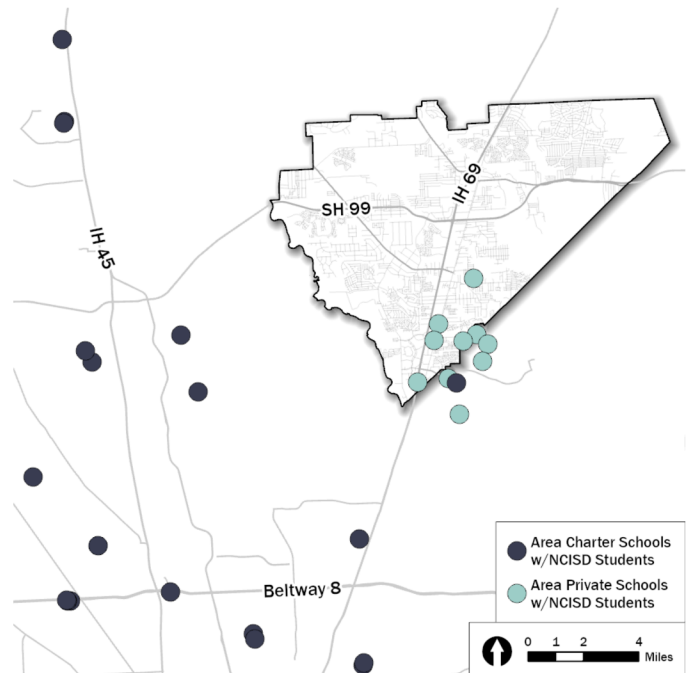 IH 69
SH 99
IH 45
Beltway 8
Area Charter Schools
w/NCISD Students
Area Private Schools
w/NCISD Students
0 1 2 4
Miles